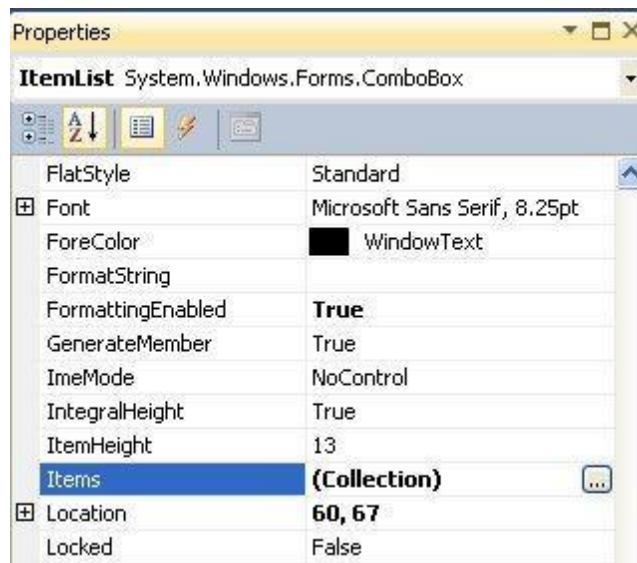 Properties
ItemList System.Windows.Forms.ComboBox
FlatStyle Standard
Font Microsoft Sans Serif, 8.25pt
ForeColor WindowText
FormatString
FormattingEnabled True
GenerateMember True
ImeMode NoControl
IntegralHeight True
ItemHeight 13
Items (Collection) ...
Location 60, 67
Locked False